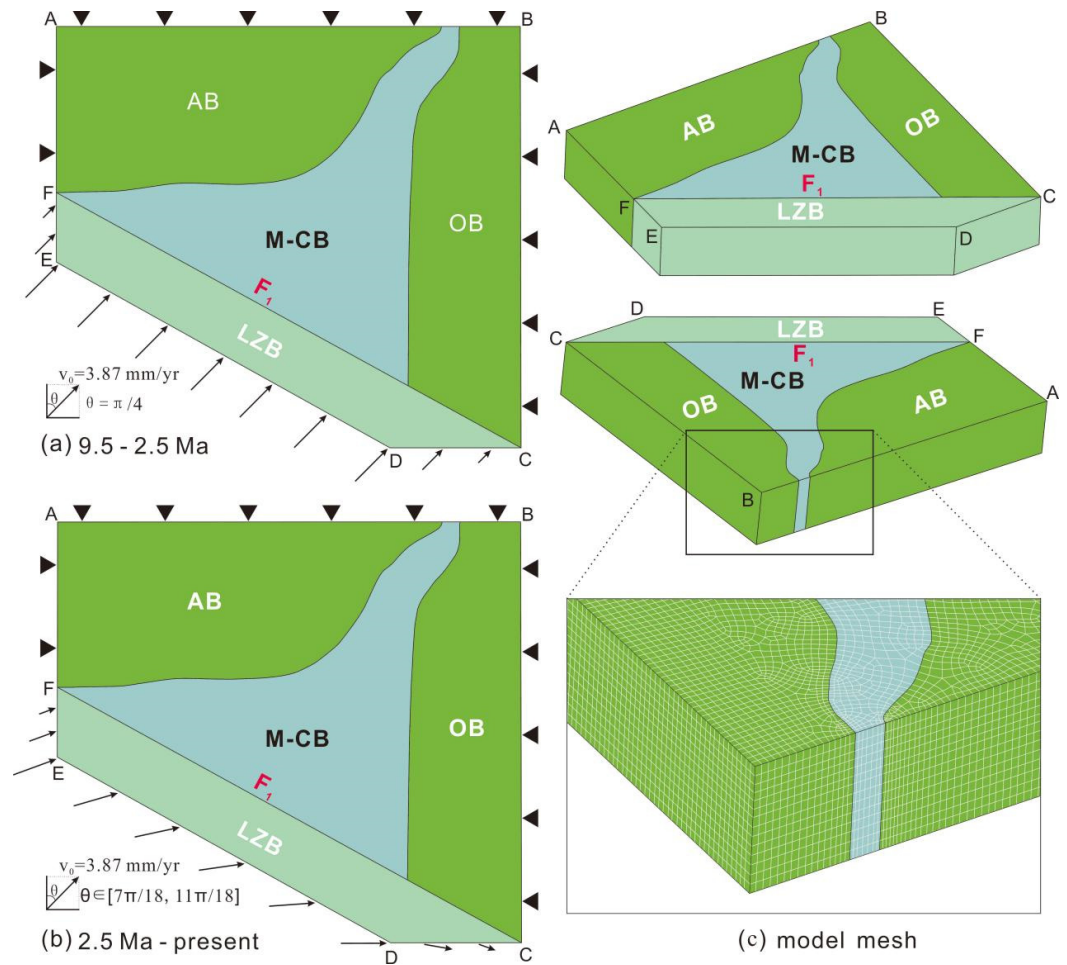 A
B
AB
OB
F
M-CB
E
F₁
LZB
v₀=3.87 mm/yr
θ
θ = π/4
(a) 9.5 - 2.5 Ma
D
C
A
B
AB
OB
F
M-CB
E
F₁
LZB
v₀=3.87 mm/yr
θ
θ∈[7π/18, 11π/18]
(b) 2.5 Ma - present
D
C
B
A
AB
OB
M-CB
F₁
F
LZB
C
E
D
D
E
C
LZB
F
F₁
M-CB
OB
AB
A
B
(c) model mesh